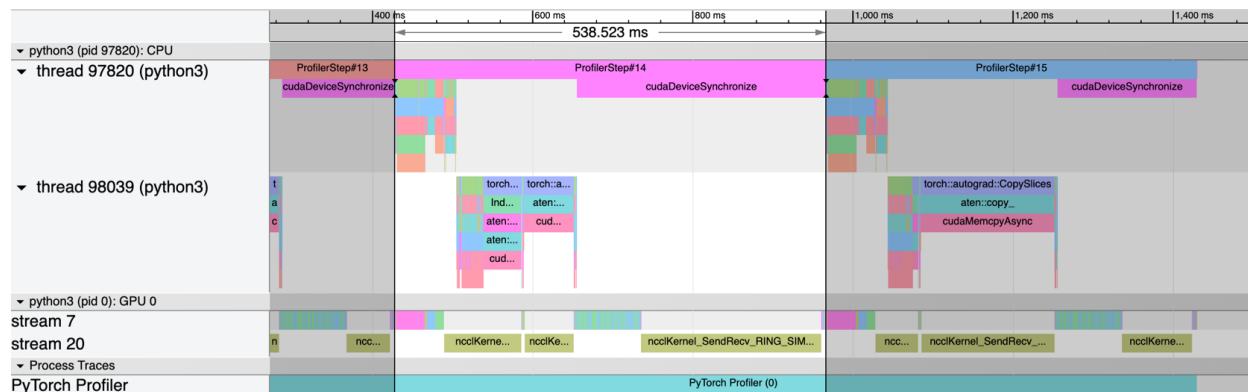 400 ms 600 ms 800 ms 1,000 ms 1,200 ms 1,400 ms
538.523 ms
python3 (pid 97820): CPU
thread 97820 (python3) ProfilerStep#13 ProfilerStep#14 ProfilerStep#15
cudaDeviceSynchronize cudaDeviceSynchronize cudaDeviceSynchronize
thread 98039 (python3) t torch... torch::a... torch::autograd::CopySlices
a Ind... aten:... aten::copy_
c aten:... cud... cudaMemcpyAsync
aten:...
cud...
python3 (pid 0): GPU 0
stream 7
stream 20 n ncc... ncclKerne... ncclKe... ncclKernel_SendRecv_RING_SIM... ncc... ncclKernel_SendRecv_... ncclKerne...
Process Traces
PyTorch Profiler PyTorch Profiler (0)